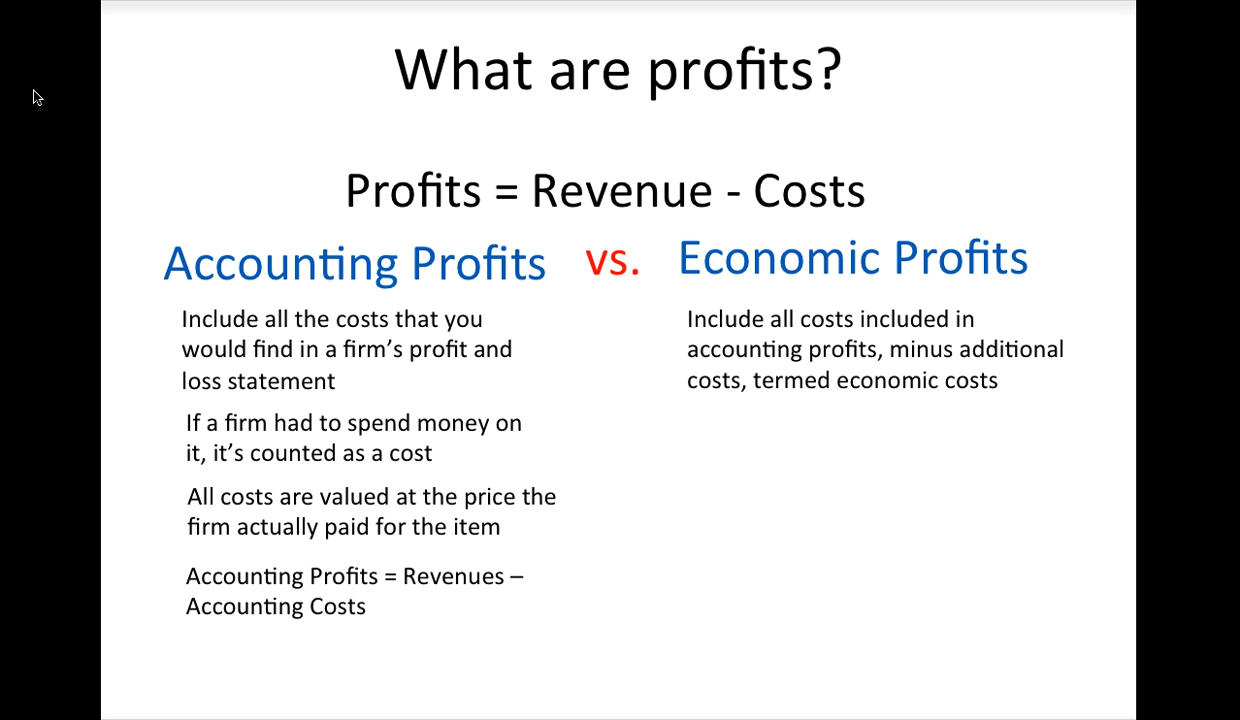 What are profits?
Profits = Revenue - Costs
Accounting Profits vs. Economic Profits
Include all the costs that you
would find in a firm’s profit and
loss statement
If a firm had to spend money on
it, it’s counted as a cost
All costs are valued at the price the
firm actually paid for the item
Accounting Profits = Revenues –
Accounting Costs
Include all costs included in
accounting profits, minus additional
costs, termed economic costs